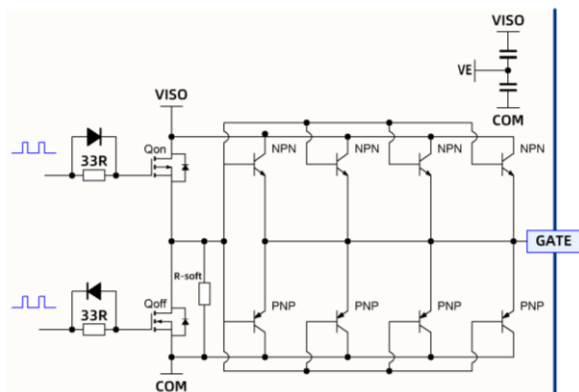 VISO
VE
COM
VISO
33R
Qon
NPN
NPN
NPN
NPN
GATE
R-soft
33R
Qoff
PNP
PNP
PNP
PNP
COM